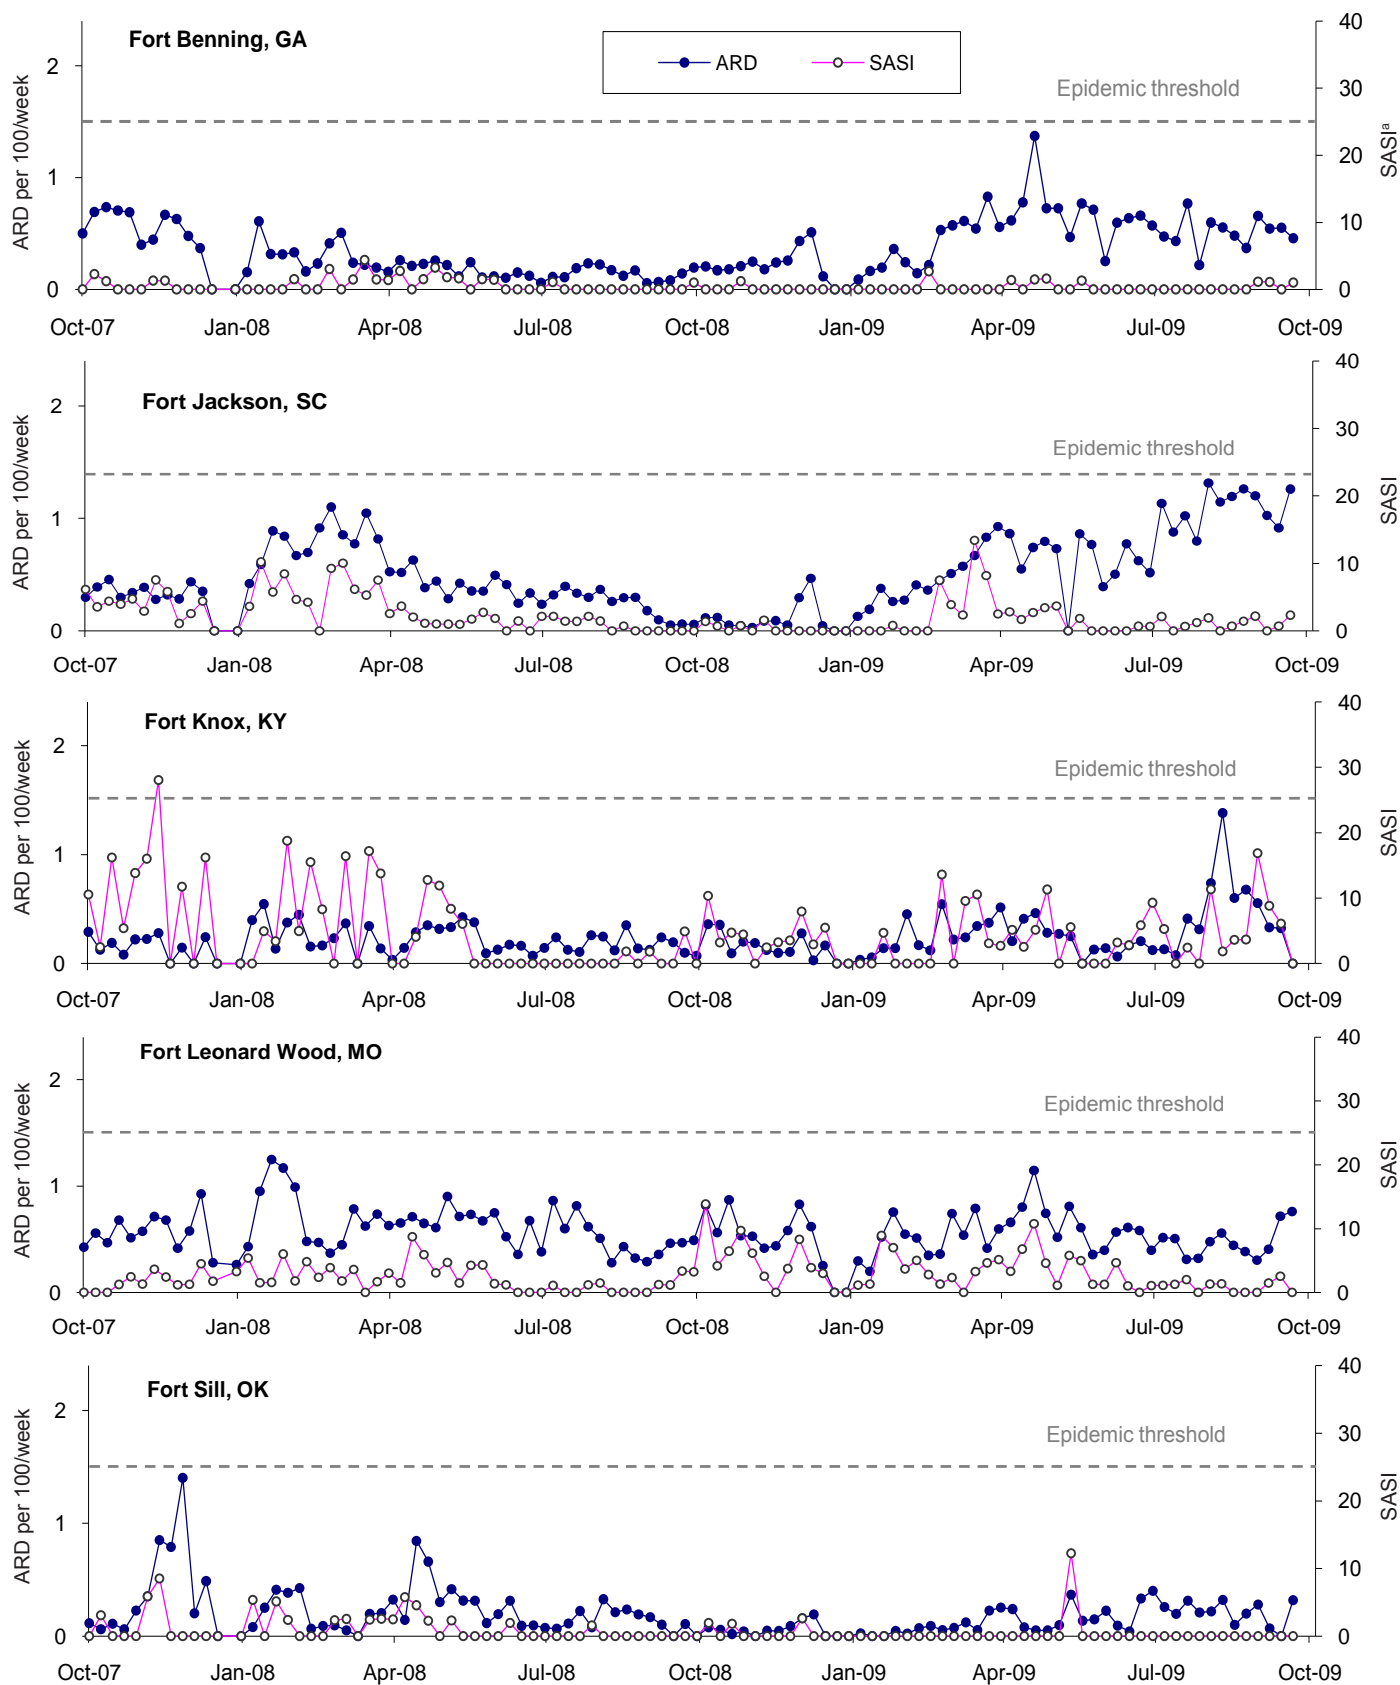 Fort Benning, GA
ARD
SASI
Epidemic threshold
ARD per 100/week
2
1
0
40
30
20
10
0
SASIᵃ
Oct-07 Jan-08 Apr-08 Jul-08 Oct-08 Jan-09 Apr-09 Jul-09 Oct-09
Fort Jackson, SC
Epidemic threshold
ARD per 100/week
2
1
0
40
30
20
10
0
SASI
Oct-07 Jan-08 Apr-08 Jul-08 Oct-08 Jan-09 Apr-09 Jul-09 Oct-09
Fort Knox, KY
Epidemic threshold
ARD per 100/week
2
1
0
40
30
20
10
0
SASI
Oct-07 Jan-08 Apr-08 Jul-08 Oct-08 Jan-09 Apr-09 Jul-09 Oct-09
Fort Leonard Wood, MO
Epidemic threshold
ARD per 100/week
2
1
0
40
30
20
10
0
SASI
Oct-07 Jan-08 Apr-08 Jul-08 Oct-08 Jan-09 Apr-09 Jul-09 Oct-09
Fort Sill, OK
Epidemic threshold
ARD per 100/week
2
1
0
40
30
20
10
0
SASI
Oct-07 Jan-08 Apr-08 Jul-08 Oct-08 Jan-09 Apr-09 Jul-09 Oct-09